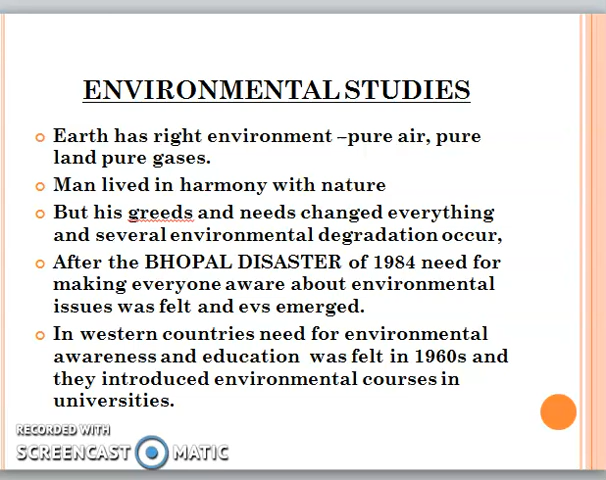 ENVIRONMENTAL STUDIES
Earth has right environment –pure air, pure
land pure gases.
Man lived in harmony with nature
But his greeds and needs changed everything
and several environmental degradation occur,
After the BHOPAL DISASTER of 1984 need for
making everyone aware about environmental
issues was felt and evs emerged.
In western countries need for environmental
awareness and education was felt in 1960s and
they introduced environmental courses in
universities.
RECORDED WITH
SCREENCAST MATIC